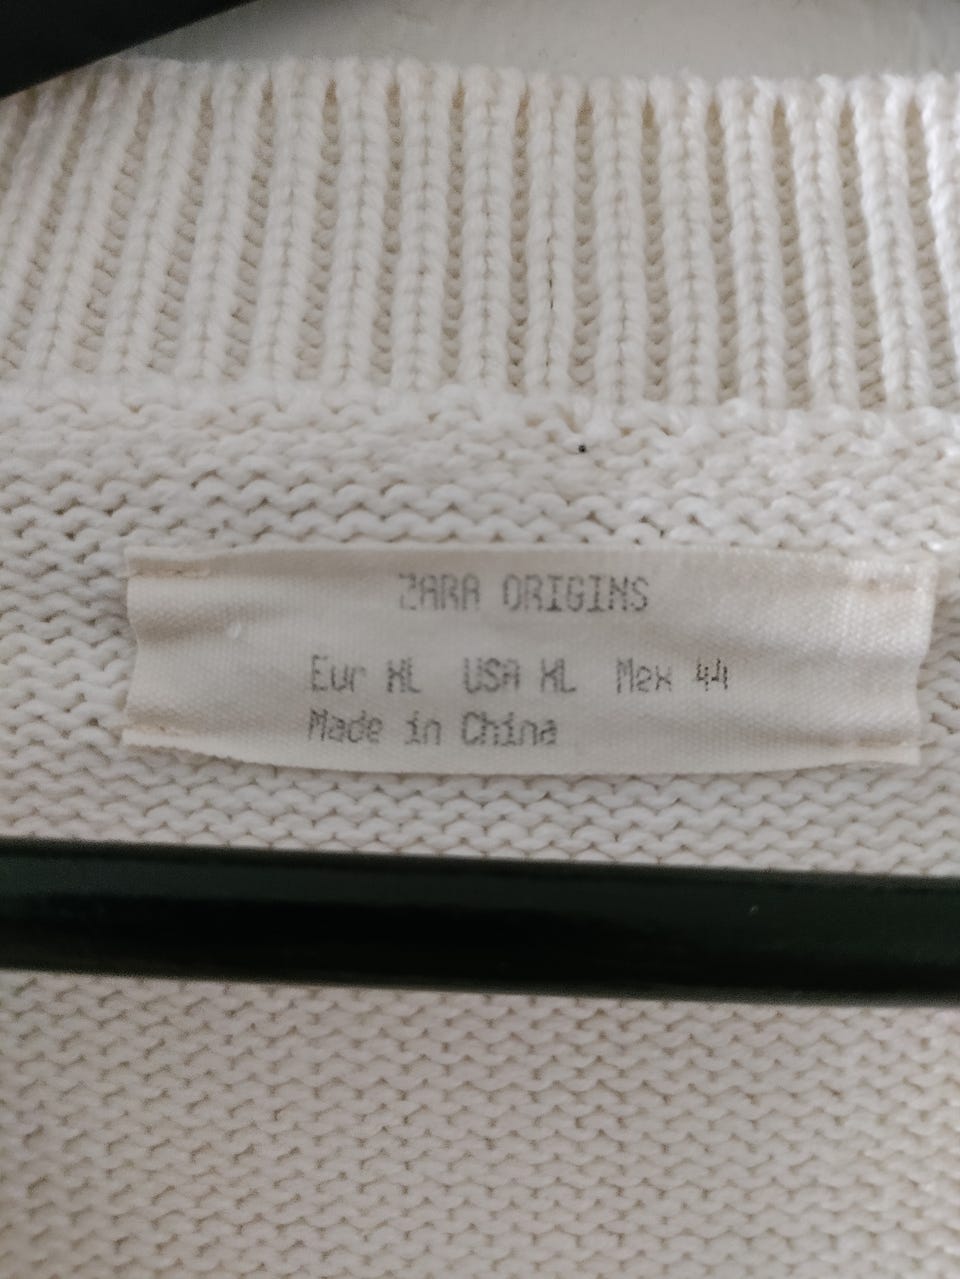 ZARA ORIGINS
Eur XL USA XL Mex 44
Made in China